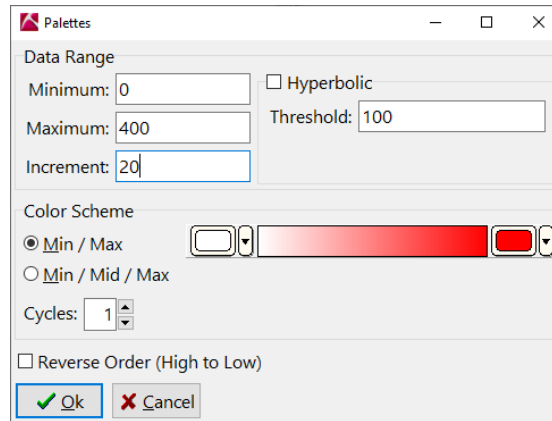 Palettes
Data Range
Minimum: 0
Maximum: 400
Increment: 20
Hyperbolic
Threshold: 100
Color Scheme
Min / Max
Min / Mid / Max
Cycles: 1
Reverse Order (High to Low)
Ok Cancel